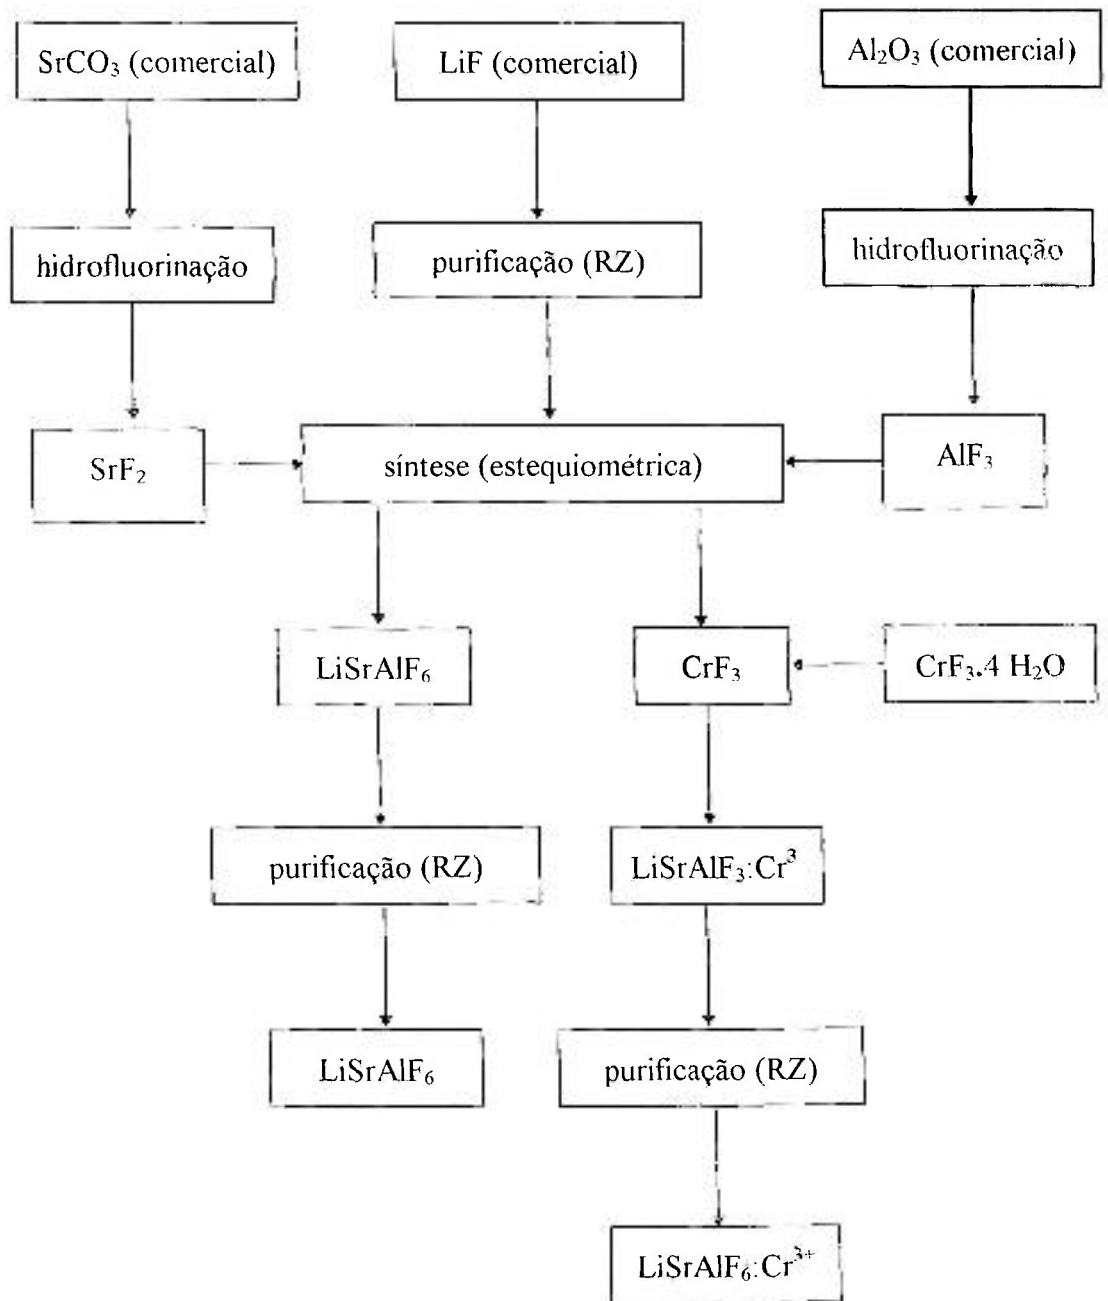 SrCO₃ (comercial)
LiF (comercial)
Al₂O₃ (comercial)
hidrofluorinação
purificação (RZ)
hidrofluorinação
SrF₂
síntese (estequiométrica)
AlF₃
LiSrAlF₆
CrF₃
CrF₃.4 H₂O
purificação (RZ)
LiSrAlF₃:Cr³
LiSrAlF₆
purificação (RZ)
LiSrAlF₆:Cr³⁺